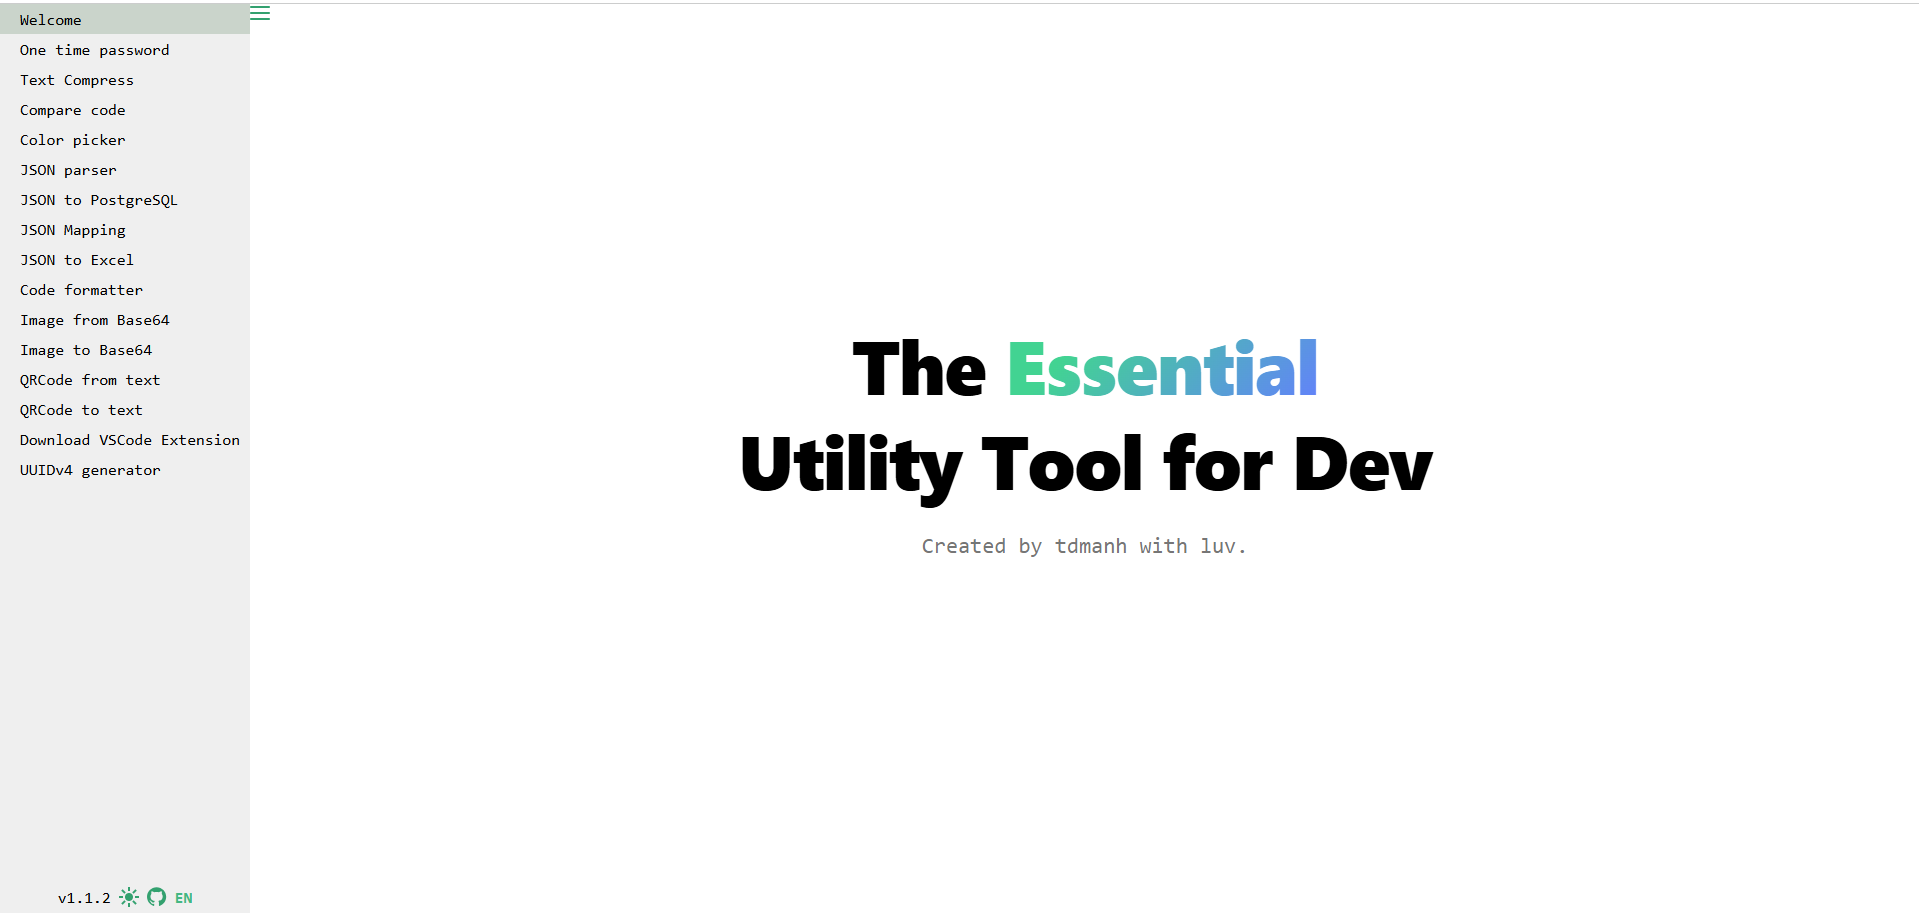 Welcome
One time password
Text Compress
Compare code
Color picker
JSON parser
JSON to PostgreSQL
JSON Mapping
JSON to Excel
Code formatter
Image from Base64
Image to Base64
QRCode from text
QRCode to text
Download VSCode Extension
UUIDv4 generator
v1.1.2 EN
The Essential
Utility Tool for Dev
Created by tdmanh with luv.